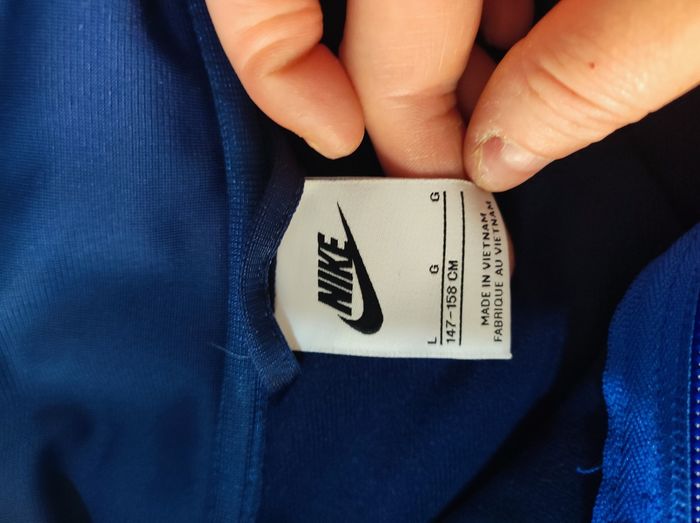 NIKE
L G G
147-158 CM
MADE IN VIETNAM
FABRIQUE AU VIETNAM